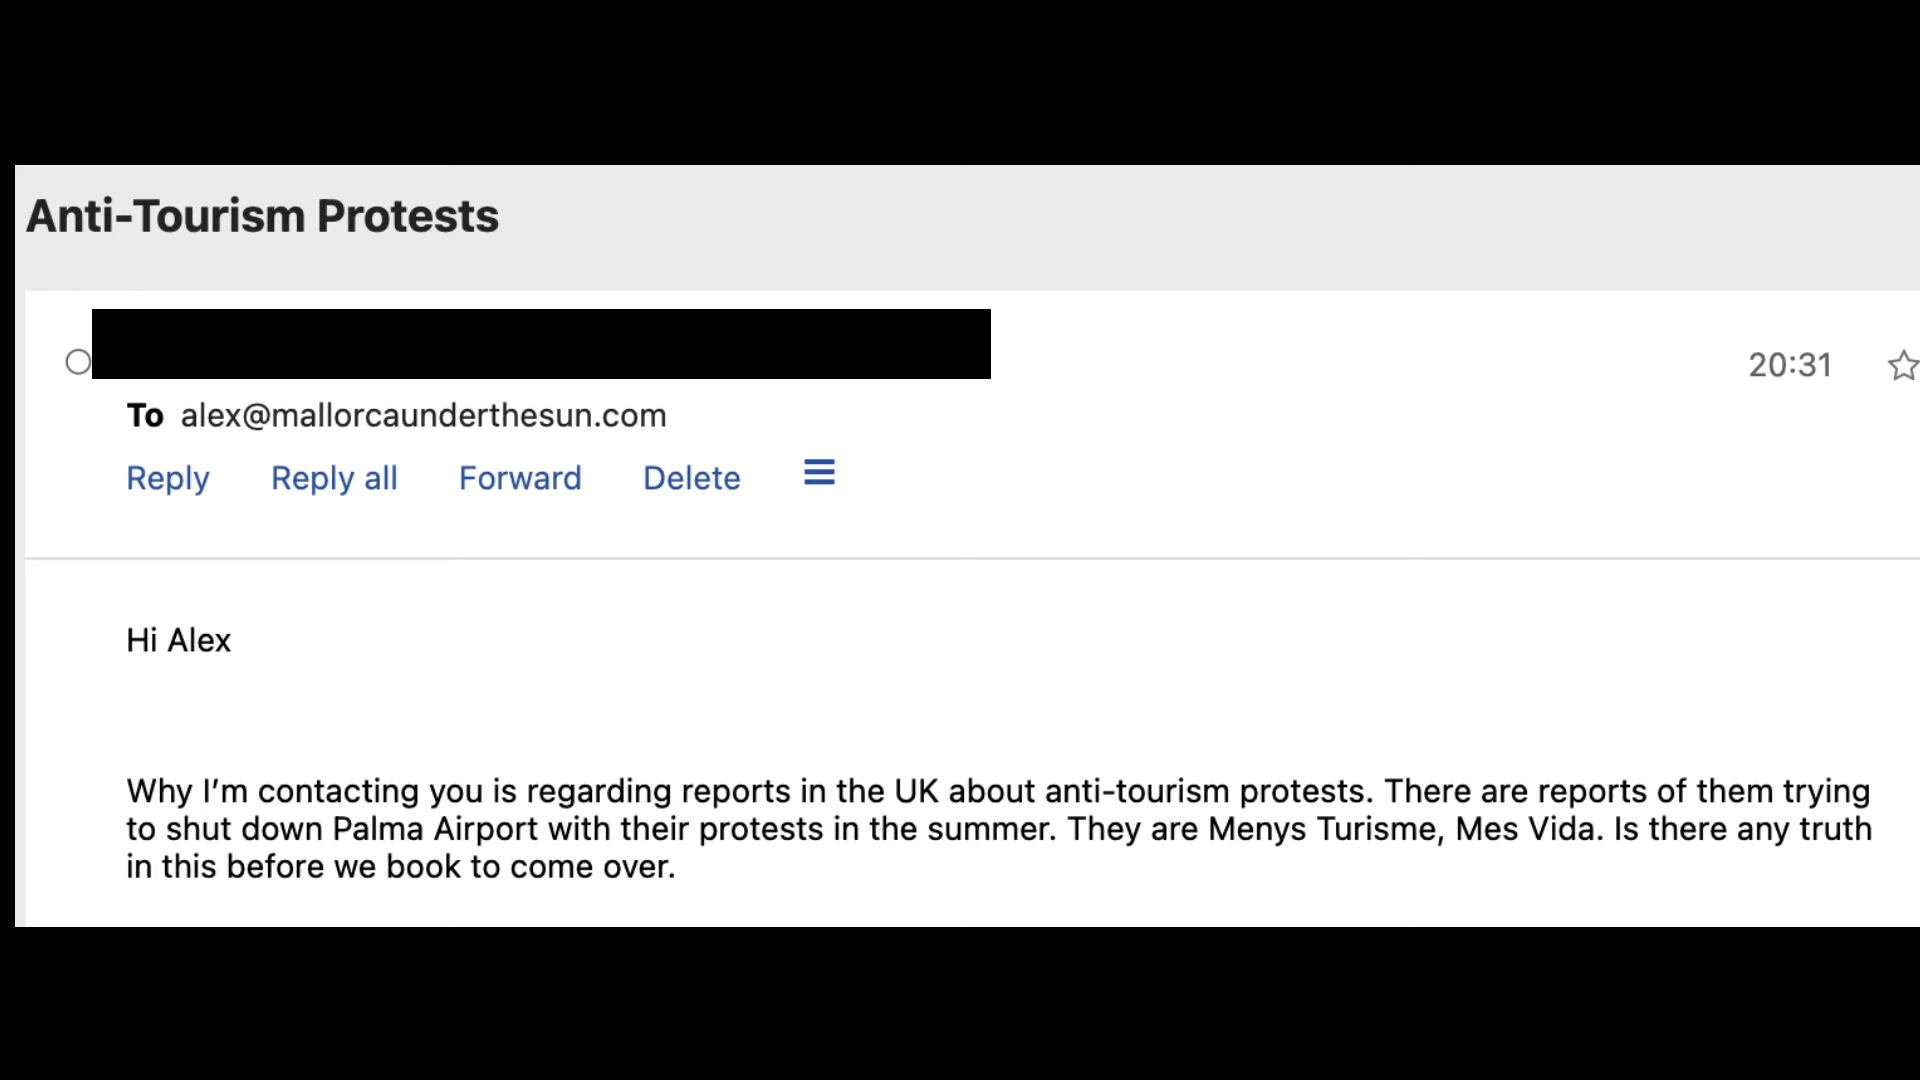 Anti-Tourism Protests
20:31
To alex@mallorcaunderthesun.com
Reply Reply all Forward Delete
Hi Alex
Why I’m contacting you is regarding reports in the UK about anti-tourism protests. There are reports of them trying
to shut down Palma Airport with their protests in the summer. They are Menys Turisme, Mes Vida. Is there any truth
in this before we book to come over.